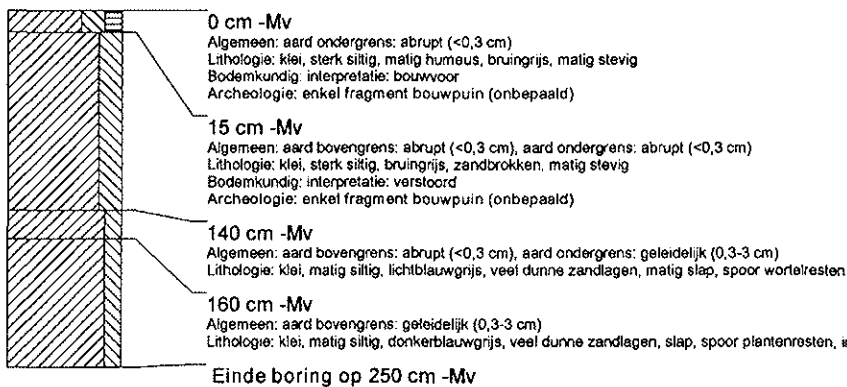 0 cm -Mv
Algemeen: aard ondergrens: abrupt (<0,3 cm)
Lithologie: klei, sterk siltig, matig humeus, bruingrijs, matig stevig
Bodemkundig: interpretatie: bouwvoor
Archeologie: enkel fragment bouwpuin (onbepaald)
15 cm -Mv
Algemeen: aard bovengrens: abrupt (<0,3 cm), aard ondergrens: abrupt (<0,3 cm)
Lithologie: klei, sterk siltig, bruingrijs, zandbrokken, matig stevig
Bodemkundig: interpretatie: verstoord
Archeologie: enkel fragment bouwpuin (onbepaald)
140 cm -Mv
Algemeen: aard bovengrens: abrupt (<0,3 cm), aard ondergrens: geleidelijk (0,3-3 cm)
Lithologie: klei, matig siltig, lichtblauwgrijs, veel dunne zandlagen, matig slap, spoor wortelresten
160 cm -Mv
Algemeen: aard bovengrens: geleidelijk (0,3-3 cm)
Lithologie: klei, matig siltig, donkerblauwgrijs, veel dunne zandlagen, slap, spoor plantenresten,
Einde boring op 250 cm -Mv